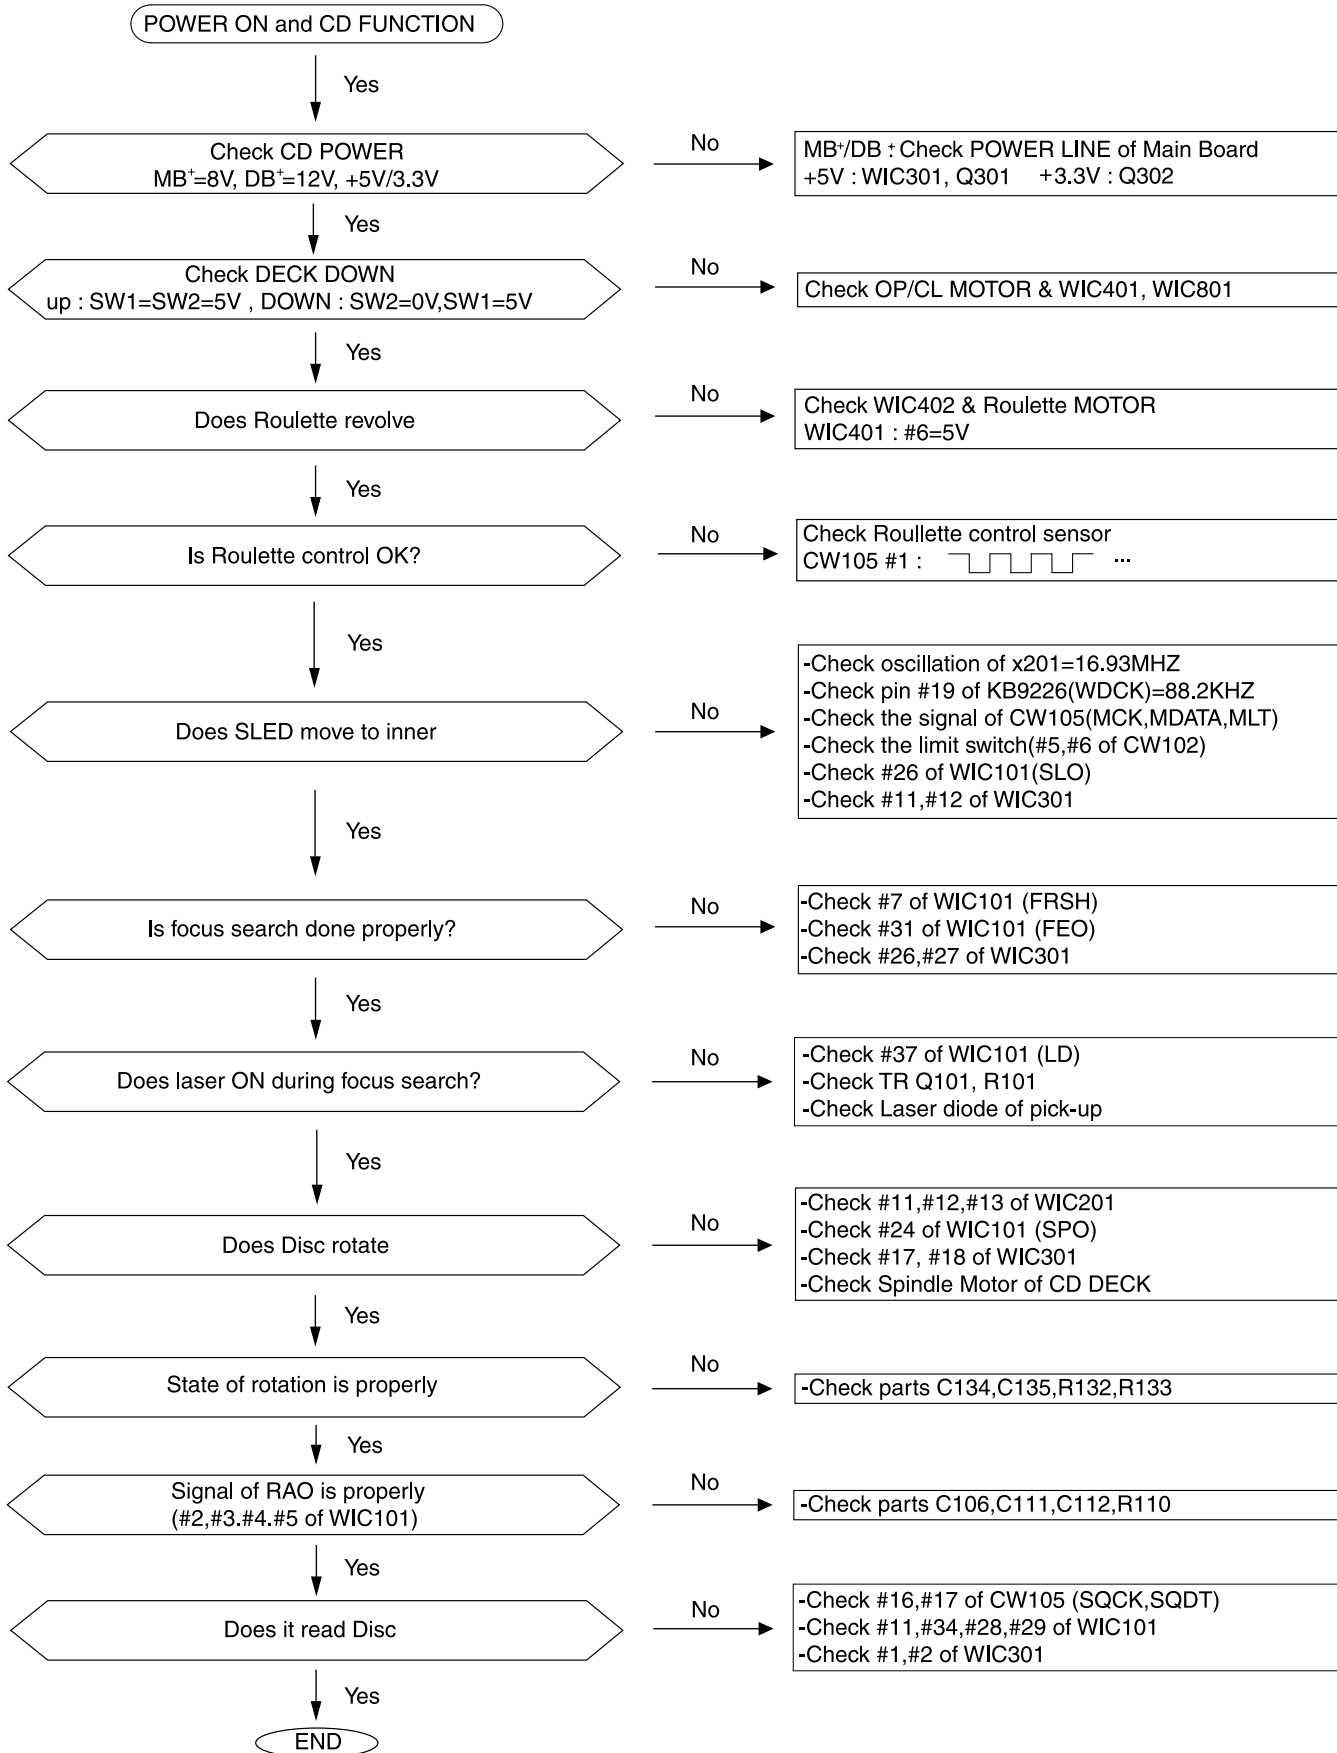 POWER ON and CD FUNCTION
Yes
Check CD POWER
MB+=8V, DB+=12V, +5V/3.3V
No
MB+/DB+ : Check POWER LINE of Main Board
+5V : WIC301, Q301 +3.3V : Q302
Yes
Check DECK DOWN
up : SW1=SW2=5V , DOWN : SW2=0V,SW1=5V
No
Check OP/CL MOTOR & WIC401, WIC801
Yes
Does Roulette revolve
No
Check WIC402 & Roulette MOTOR
WIC401 : #6=5V
Yes
Is Roulette control OK?
No
Check Roullette control sensor
CW105 #1 : ...
Yes
Does SLED move to inner
No
-Check oscillation of x201=16.93MHZ
-Check pin #19 of KB9226(WDCK)=88.2KHZ
-Check the signal of CW105(MCK,MDATA,MLT)
-Check the limit switch(#5,#6 of CW102)
-Check #26 of WIC101(SLO)
-Check #11,#12 of WIC301
Yes
Is focus search done properly?
No
-Check #7 of WIC101 (FRSH)
-Check #31 of WIC101 (FEO)
-Check #26,#27 of WIC301
Yes
Does laser ON during focus search?
No
-Check #37 of WIC101 (LD)
-Check TR Q101, R101
-Check Laser diode of pick-up
Yes
Does Disc rotate
No
-Check #11,#12,#13 of WIC201
-Check #24 of WIC101 (SPO)
-Check #17, #18 of WIC301
-Check Spindle Motor of CD DECK
Yes
State of rotation is properly
No
-Check parts C134,C135,R132,R133
Yes
Signal of RAO is properly
(#2,#3.#4.#5 of WIC101)
No
-Check parts C106,C111,C112,R110
Yes
Does it read Disc
No
-Check #16,#17 of CW105 (SQCK,SQDT)
-Check #11,#34,#28,#29 of WIC101
-Check #1,#2 of WIC301
Yes
END